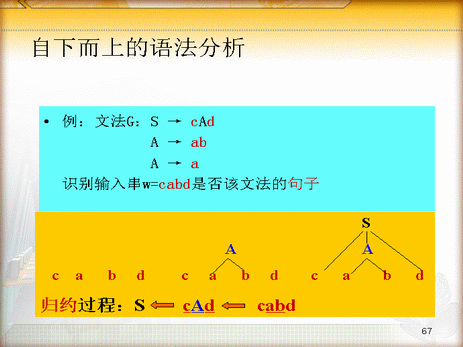 自下而上的语法分析
• 例：文法G：S → cAd
A → ab
A → a
识别输入串w=cabd是否该文法的句子
S
A A
c a b d c a b d c a b d
归约过程：S ⇐ cAd ⇐ cabd
67